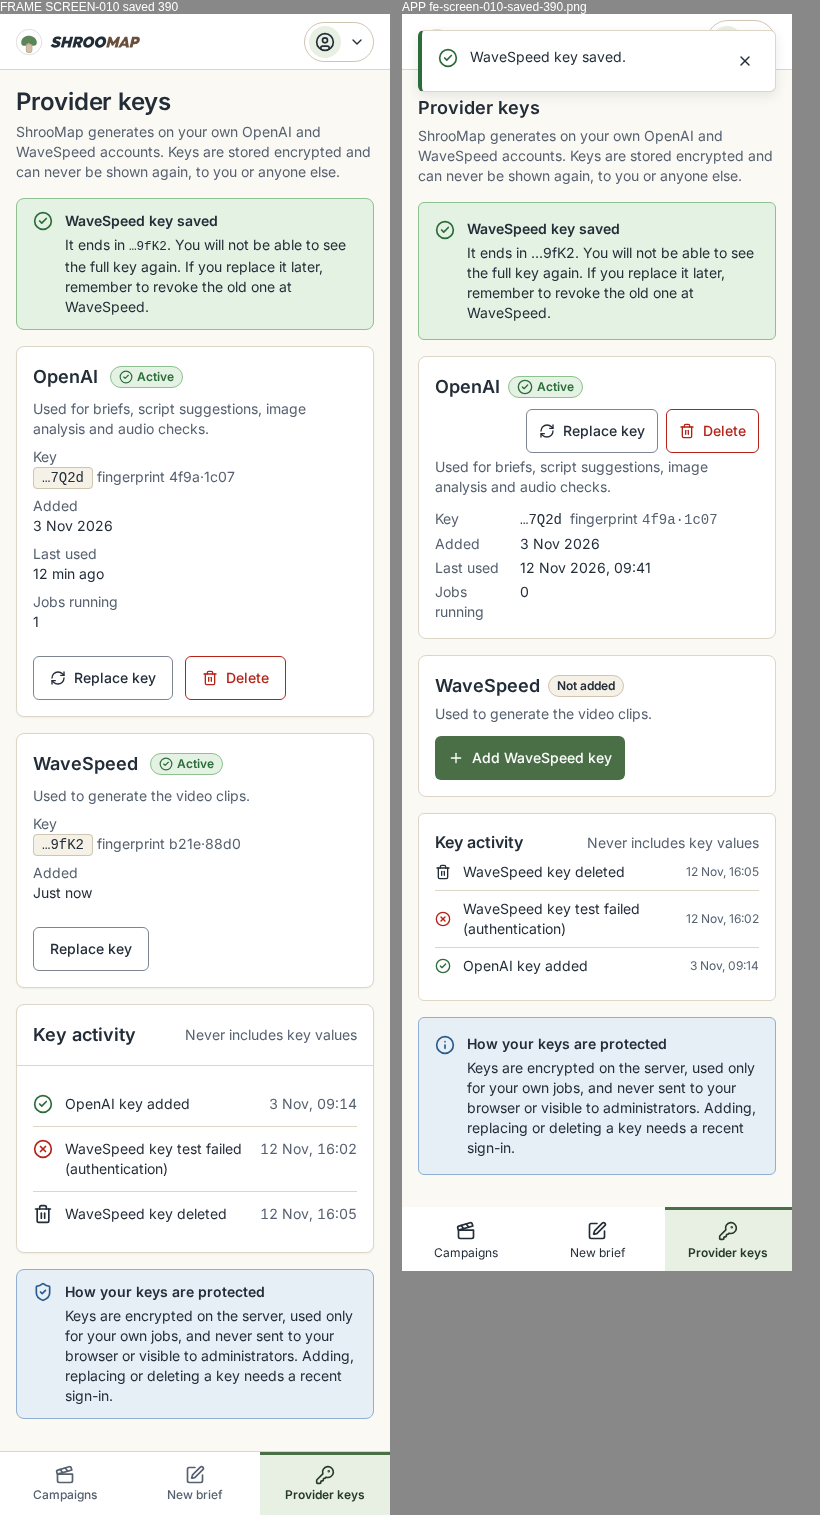 FRAME SCREEN-010 saved 390
SHROOMAP
Provider keys
ShrooMap generates on your own OpenAI and
WaveSpeed accounts. Keys are stored encrypted and
can never be shown again, to you or anyone else.
WaveSpeed key saved
It ends in …9fK2. You will not be able to see
the full key again. If you replace it later,
remember to revoke the old one at
WaveSpeed.
OpenAI Active
Used for briefs, script suggestions, image
analysis and audio checks.
Key
…7Q2d fingerprint 4f9a·1c07
Added
3 Nov 2026
Last used
12 min ago
Jobs running
1
Replace key Delete
WaveSpeed Active
Used to generate the video clips.
Key
…9fK2 fingerprint b21e·88d0
Added
Just now
Replace key
Key activity Never includes key values
OpenAI key added 3 Nov, 09:14
WaveSpeed key test failed 12 Nov, 16:02
(authentication)
WaveSpeed key deleted 12 Nov, 16:05
How your keys are protected
Keys are encrypted on the server, used only
for your own jobs, and never sent to your
browser or visible to administrators. Adding,
replacing or deleting a key needs a recent
sign-in.
Campaigns New brief Provider keys
APP fe-screen-010-saved-390.png
WaveSpeed key saved.
Provider keys
ShrooMap generates on your own OpenAI and
WaveSpeed accounts. Keys are stored encrypted and
can never be shown again, to you or anyone else.
WaveSpeed key saved
It ends in …9fK2. You will not be able to see
the full key again. If you replace it later,
remember to revoke the old one at
WaveSpeed.
OpenAI Active
Replace key Delete
Used for briefs, script suggestions, image
analysis and audio checks.
Key …7Q2d fingerprint 4f9a·1c07
Added 3 Nov 2026
Last used 12 Nov 2026, 09:41
Jobs running 0
WaveSpeed Not added
Used to generate the video clips.
Add WaveSpeed key
Key activity Never includes key values
WaveSpeed key deleted 12 Nov, 16:05
WaveSpeed key test failed 12 Nov, 16:02
(authentication)
OpenAI key added 3 Nov, 09:14
How your keys are protected
Keys are encrypted on the server, used only
for your own jobs, and never sent to your
browser or visible to administrators. Adding,
replacing or deleting a key needs a recent
sign-in.
Campaigns New brief Provider keys